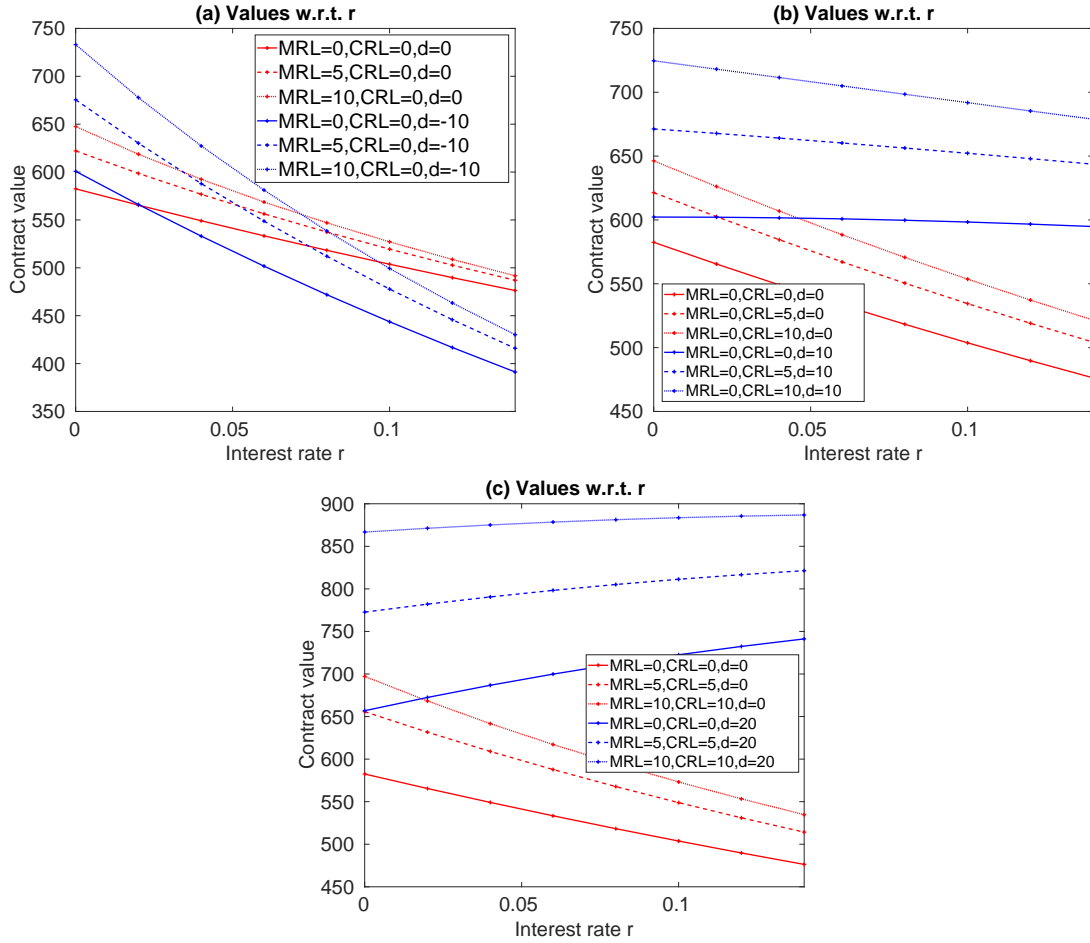 (a) Values w.r.t. r
750
700
650
600
550
500
450
400
350
0
0.05
0.1
Contract value
Interest rate r
MRL=0,CRL=0,d=0
MRL=5,CRL=0,d=0
MRL=10,CRL=0,d=0
MRL=0,CRL=0,d=-10
MRL=5,CRL=0,d=-10
MRL=10,CRL=0,d=-10
(b) Values w.r.t. r
750
700
650
600
550
500
450
0
0.05
0.1
Contract value
Interest rate r
MRL=0,CRL=0,d=0
MRL=0,CRL=5,d=0
MRL=0,CRL=10,d=0
MRL=0,CRL=0,d=10
MRL=0,CRL=5,d=10
MRL=0,CRL=10,d=10
(c) Values w.r.t. r
900
850
800
750
700
650
600
550
500
450
0
0.05
0.1
Contract value
Interest rate r
MRL=0,CRL=0,d=0
MRL=5,CRL=5,d=0
MRL=10,CRL=10,d=0
MRL=0,CRL=0,d=20
MRL=5,CRL=5,d=20
MRL=10,CRL=10,d=20